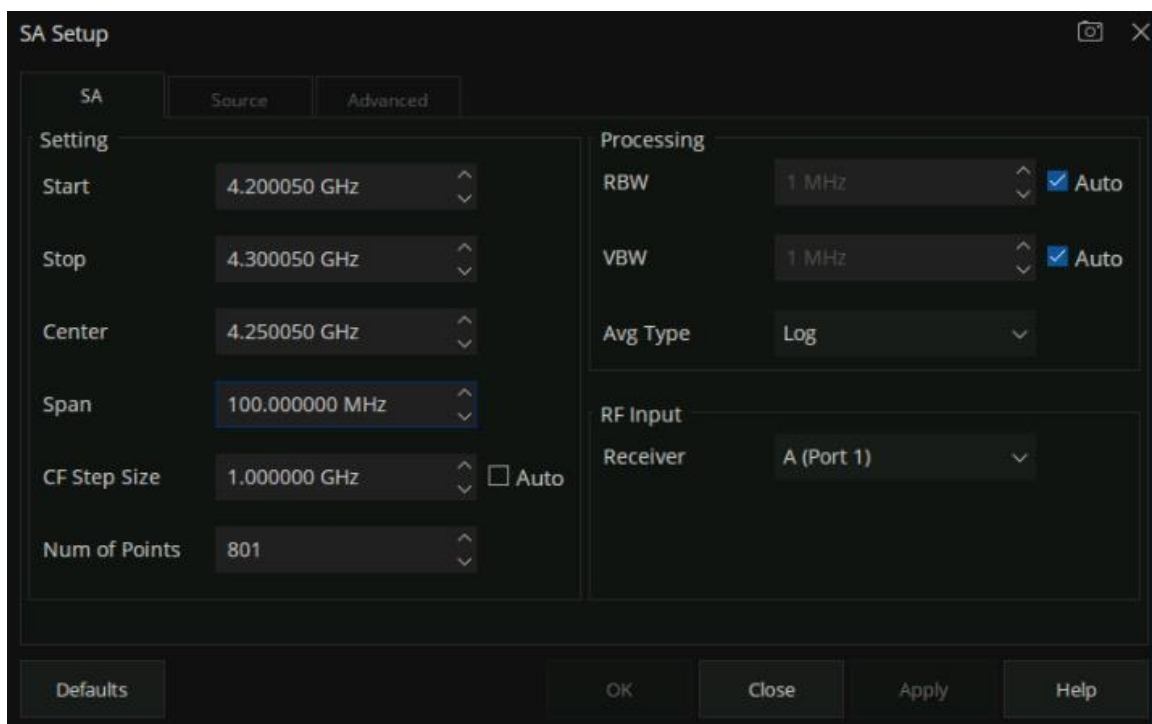 SA Setup
SA
Source
Advanced
Setting
Start
4.200050 GHz
Stop
4.300050 GHz
Center
4.250050 GHz
Span
100.000000 MHz
CF Step Size
1.000000 GHz
Auto
Num of Points
801
Processing
RBW
1 MHz
Auto
VBW
1 MHz
Auto
Avg Type
Log
RF Input
Receiver
A (Port 1)
Defaults
OK
Close
Apply
Help